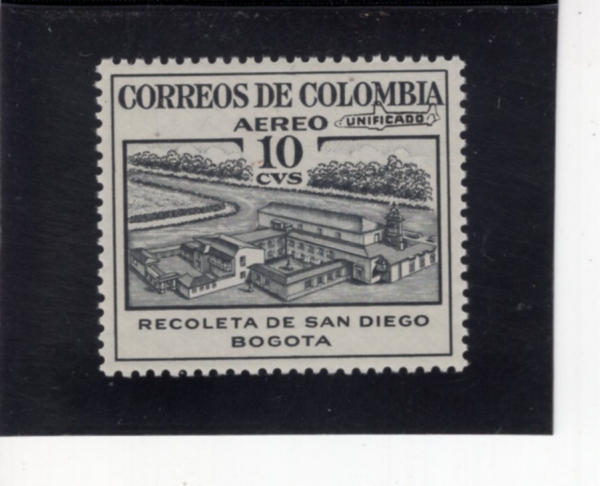 CORREOS DE COLOMBIA
AEREO UNIFICADO
10
CVS
RECOLETA DE SAN DIEGO
BOGOTA